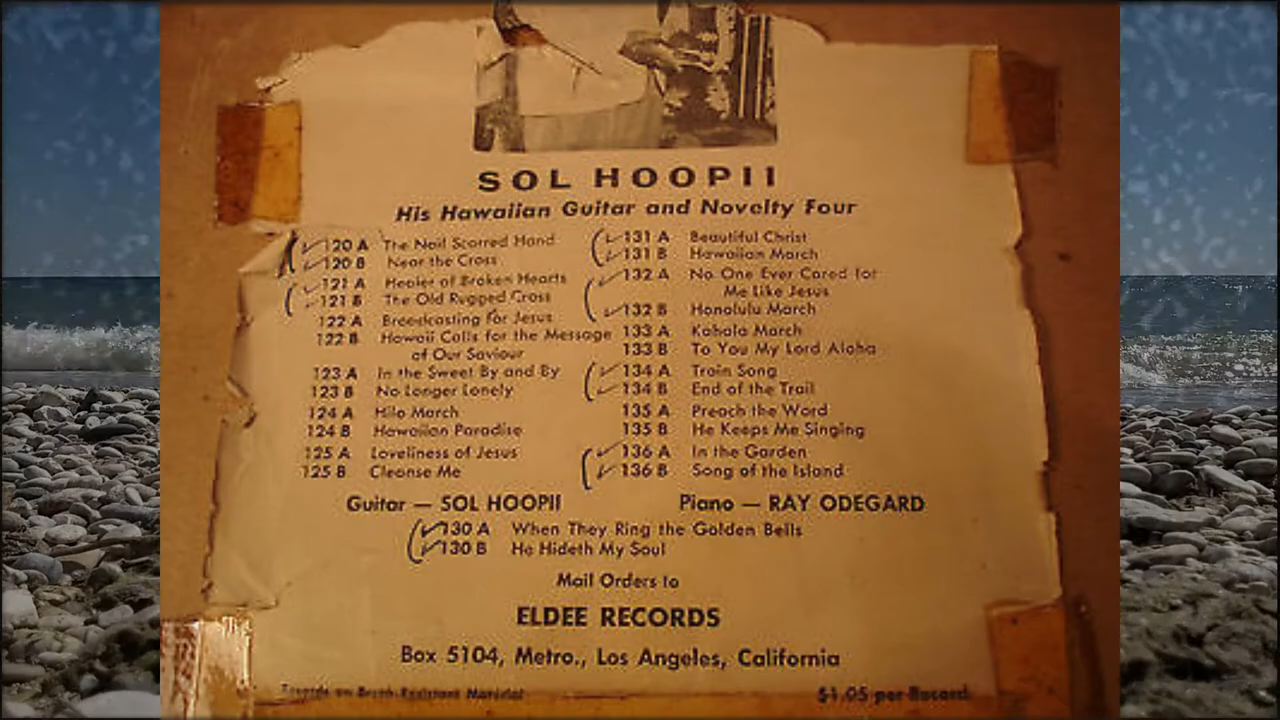 SOL HOOPII
His Hawaiian Guitar and Novelty Four
120 A The Nail Scarred Hand
120 B Near the Cross
121 A Healer of Broken Hearts
121 B The Old Rugged Cross
122 A Broadcasting for Jesus
122 B Hawaii Calls for the Message
of Our Saviour
123 A In the Sweet By and By
123 B No Longer Lonely
124 A Hilo March
124 B Hawaiian Paradise
125 A Loveliness of Jesus
125 B Cleanse Me
131 A Beautiful Christ
131 B Hawaiian March
132 A No One Ever Cared for
Me Like Jesus
132 B Honolulu March
133 A Kohala March
133 B To You My Lord Aloha
134 A Train Song
134 B End of the Trail
135 A Preach the Word
135 B He Keeps Me Singing
136 A In the Garden
136 B Song of the Island
Guitar — SOL HOOPII Piano — RAY ODEGARD
130 A When They Ring the Golden Bells
130 B He Hideth My Soul
Mail Orders to
ELDEE RECORDS
Box 5104, Metro., Los Angeles, California
on Break-Resistant Material $1.05 per Record